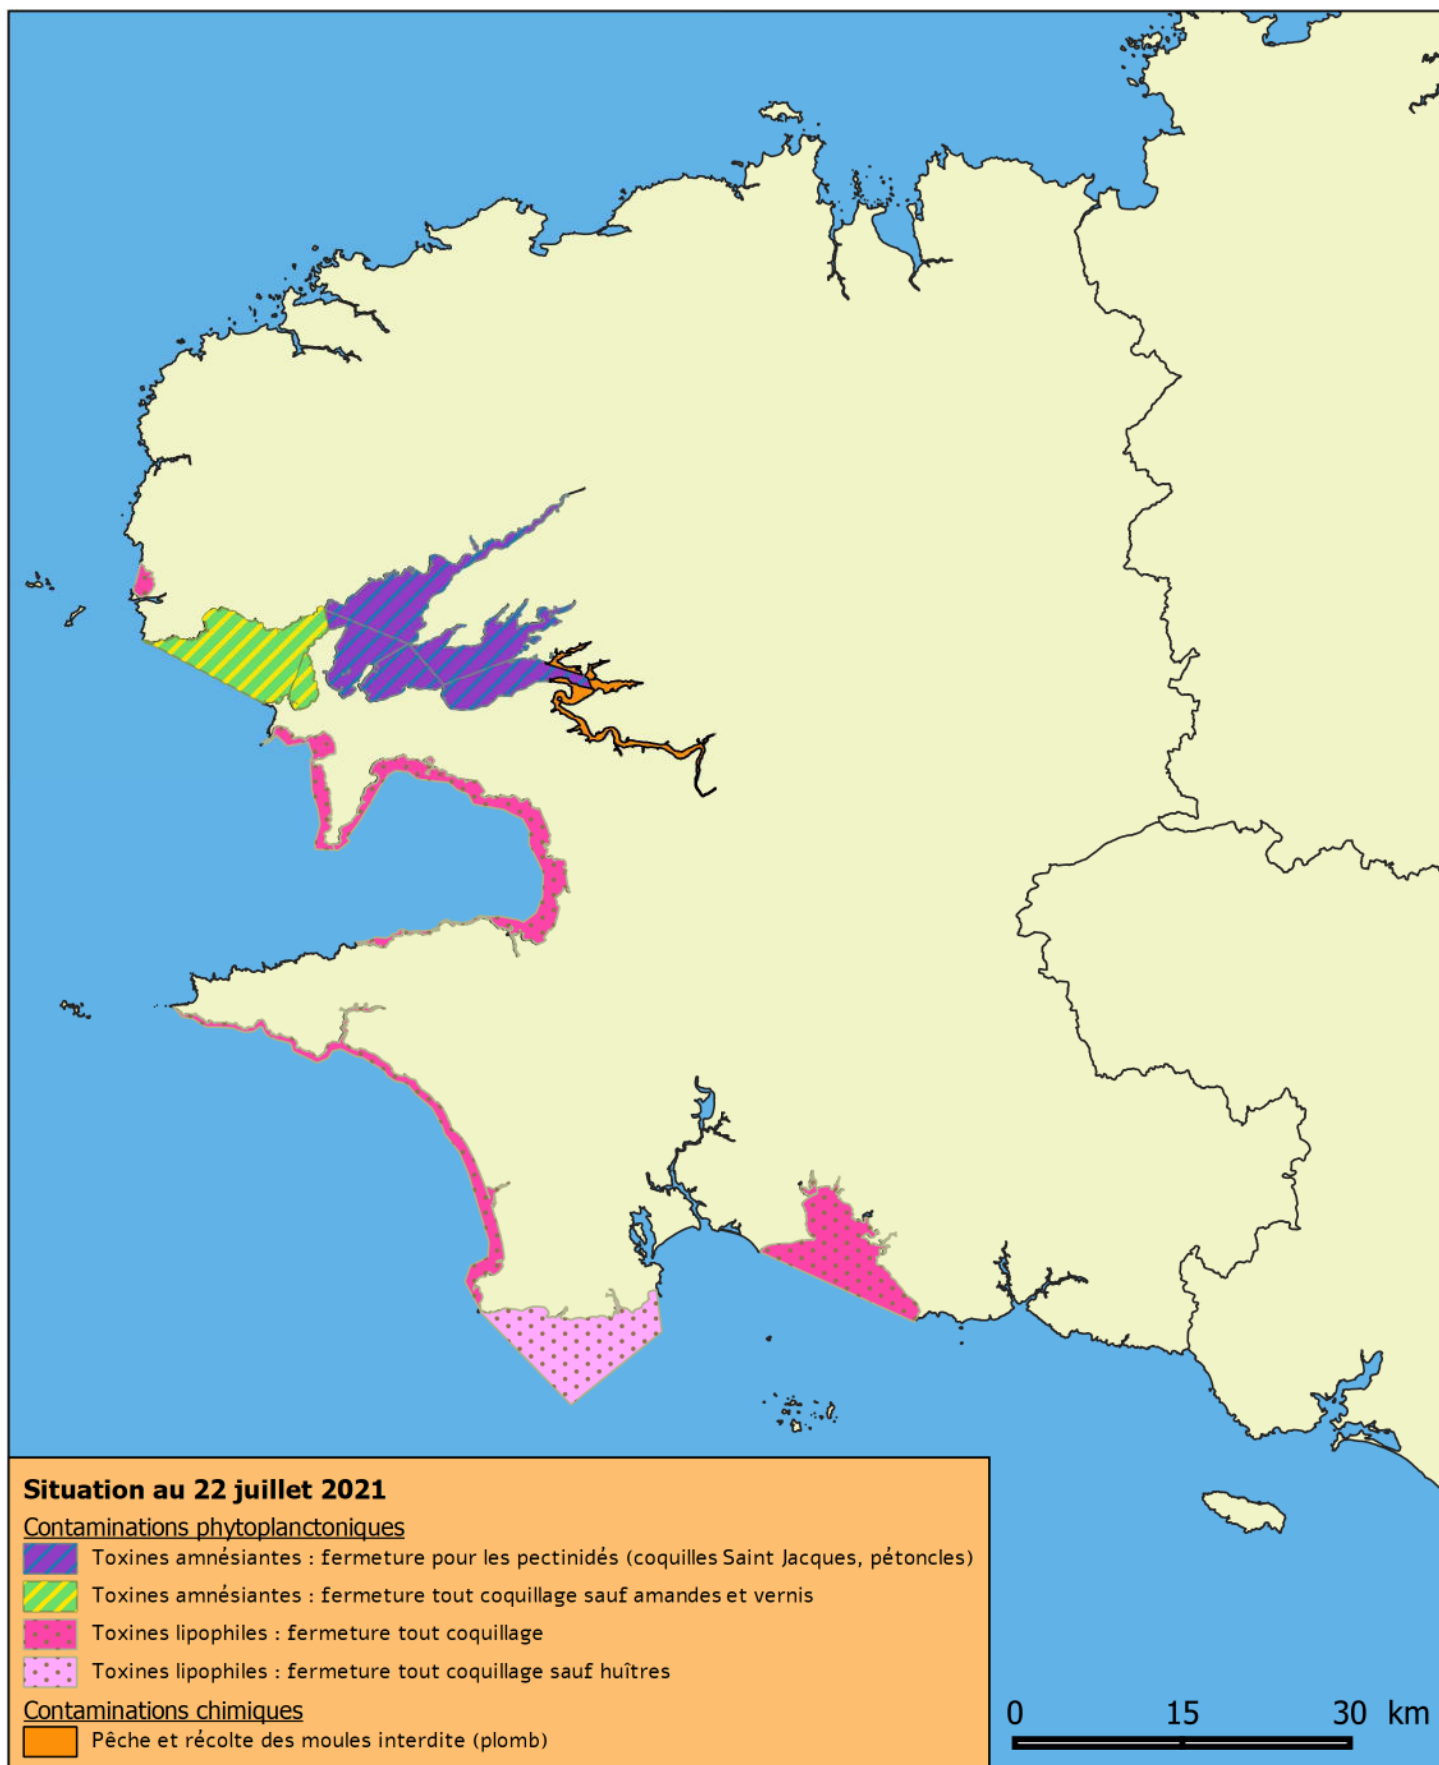 Situation au 22 juillet 2021
Contaminations phytoplanctoniques
Toxines amnésiantes : fermeture pour les pectinidés (coquilles Saint Jacques, pétoncles)
Toxines amnésiantes : fermeture tout coquillage sauf amandes et vernis
Toxines lipophiles : fermeture tout coquillage
Toxines lipophiles : fermeture tout coquillage sauf huîtres
Contaminations chimiques
Pêche et récolte des moules interdite (plomb)
0 15 30 km